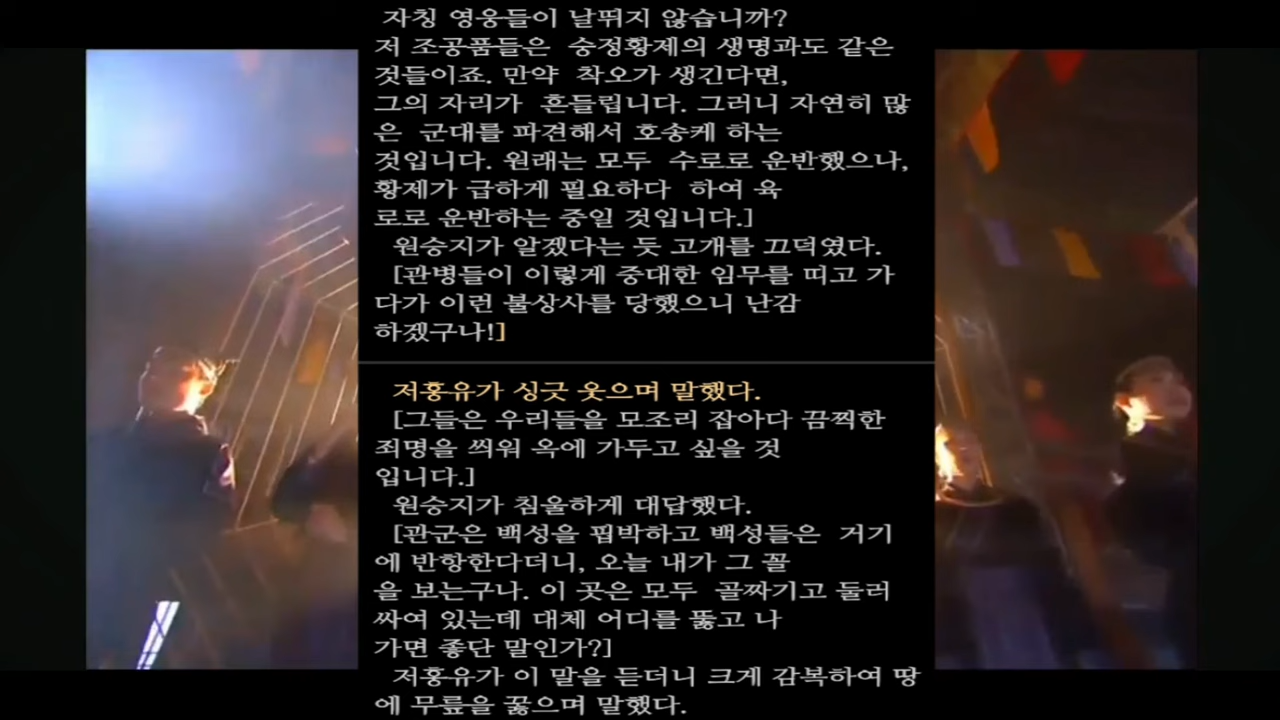 자칭 영웅들이 날뛰지 않습니까?
저 조공품들은 숭정황제의 생명과도 같은
것들이죠. 만약 착오가 생긴다면,
그의 자리가 흔들립니다. 그러니 자연히 많
은 군대를 파견해서 호송케 하는
것입니다. 원래는 모두 수로로 운반했으나,
황제가 급하게 필요하다 하여 육
로로 운반하는 중일 것입니다.]
원승지가 알겠다는 듯 고개를 끄덕였다.
[관병들이 이렇게 중대한 임무를 띠고 가
다가 이런 불상사를 당했으니 난감
하겠구나!]
저홍유가 싱긋 웃으며 말했다.
[그들은 우리들을 모조리 잡아다 끔찍한
죄명을 씌워 옥에 가두고 싶을 것
입니다.]
원승지가 침울하게 대답했다.
[관군은 백성을 핍박하고 백성들은 거기
에 반항한다더니, 오늘 내가 그 꼴
을 보는구나. 이 곳은 모두 골짜기고 둘러
싸여 있는데 대체 어디를 뚫고 나
가면 좋단 말인가?]
저홍유가 이 말을 듣더니 크게 감복하여 땅
에 무릎을 꿇으며 말했다.